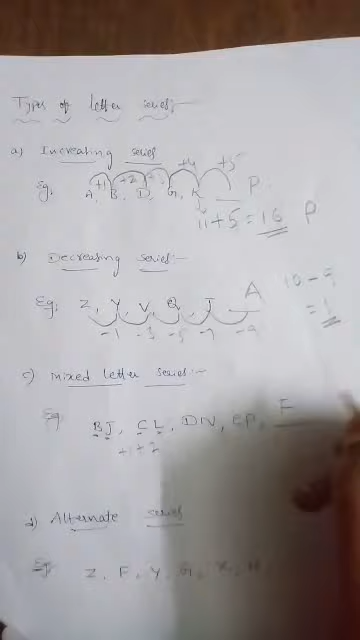 Types of letter series:-
a) Increasing series
+1 +2 +3 +4 +5
Eg. A, B, D, G, K, __ P
11+5 = 16 P
b) Decreasing series:-
Eg: Z, Y, V, Q, J, __ A 10-9
-1 -3 -5 -7 -9 = 1
c) Mixed letter series:-
Eg. BJ, CL, DN, EP, F
+1 +2
d) Alternate series
Eg: Z, F, Y, G, X, H,